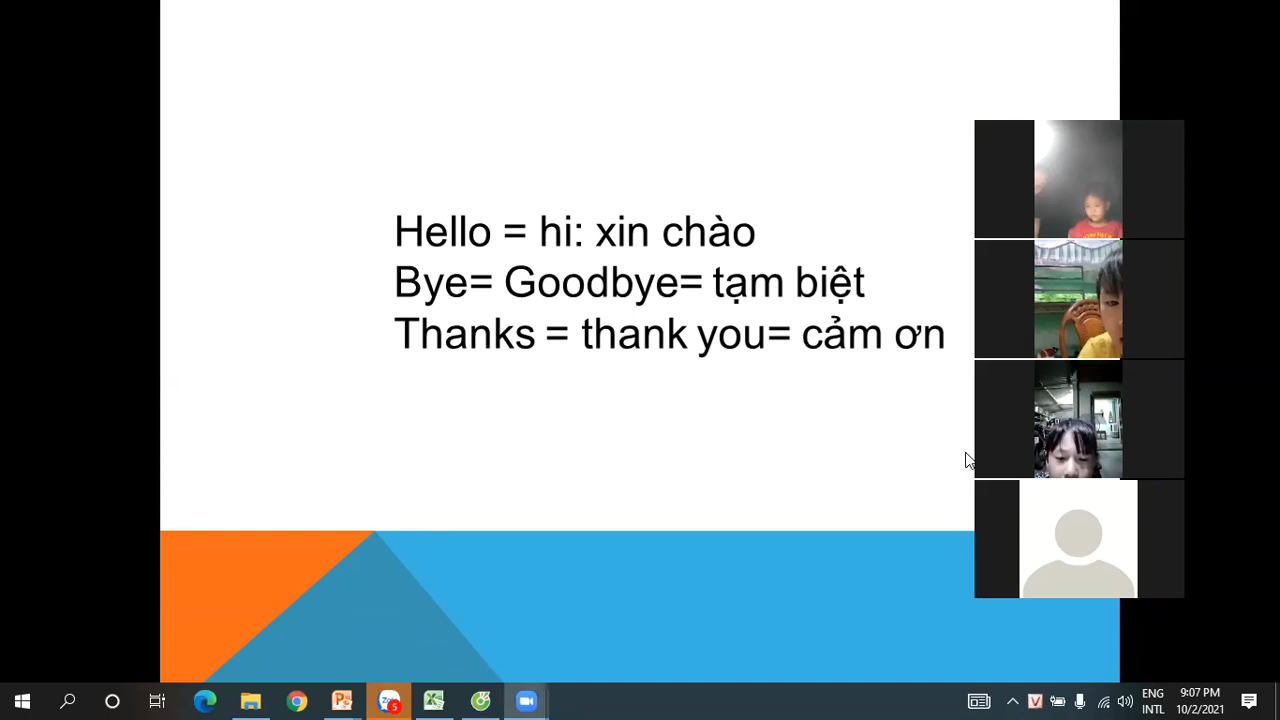 Hello = hi: xin chào
Bye= Goodbye= tạm biệt
Thanks = thank you= cảm ơn
5
V
ENG
INTL
9:07 PM
10/2/2021